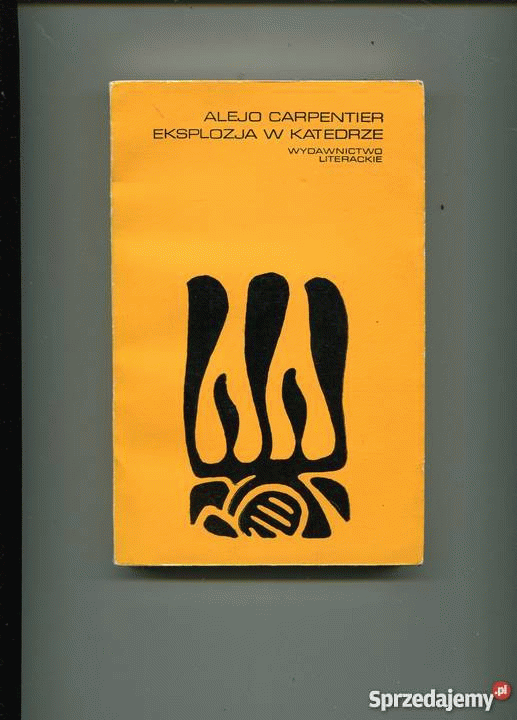 ALEJO CARPENTIER
EKSPLOZJA W KATEDRZE
WYDAWNICTWO
LITERACKIE
Sprzedajemy.pl